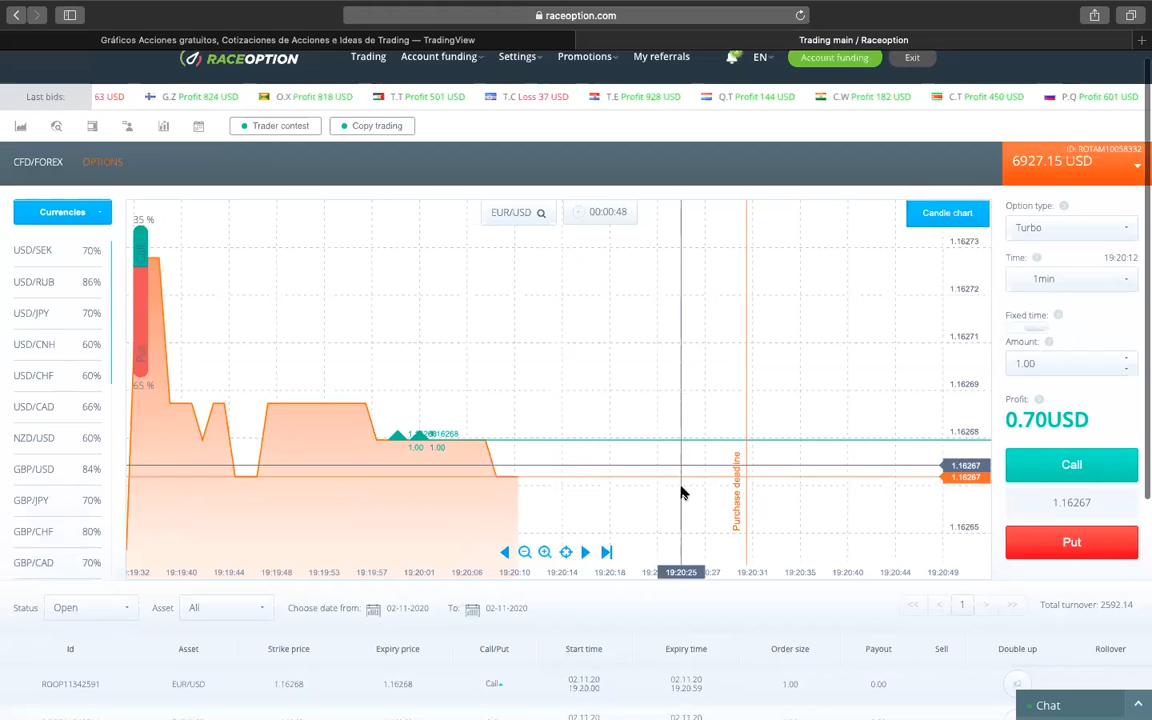 raceoption.com
Gráficos Acciones gratuitos, Cotizaciones de Acciones e Ideas de Trading — TradingView
Trading main / Raceoption
RACEOPTION
Trading Account funding Settings Promotions My referrals EN Account funding Exit
Last bids: 63 USD G.Z Profit 824 USD O.X Profit 818 USD T.T Profit 501 USD T.C Loss 37 USD T.E Profit 928 USD Q.T Profit 144 USD C.W Profit 182 USD C.T Profit 450 USD P.Q Profit 601 USD
Trader contest Copy trading
CFD/FOREX OPTIONS
ID: ROTAM10058332
6927.15 USD
Currencies
USD/SEK 70%
USD/RUB 86%
USD/JPY 70%
USD/CNH 60%
USD/CHF 60%
USD/CAD 66%
NZD/USD 60%
GBP/USD 84%
GBP/JPY 70%
GBP/CHF 80%
GBP/CAD 70%
35 %
Put
65 %
EUR/USD 00:00:48
Candle chart
1.16273
1.16272
1.16271
1.16269
1.16268
1.16267
1.16267
1.16265
16268
1.00 1.00
Purchase deadline
:19:32 19:19:40 19:19:44 19:19:48 19:19:53 19:19:57 19:20:01 19:20:06 19:20:10 19:20:14 19:20:18 19:20:25 :27 19:20:31 19:20:35 19:20:40 19:20:44 19:20:49
Option type:
Turbo
Time: 19:20:12
1min
Fixed time:
Amount:
1.00
Profit:
0.70USD
Call
1.16267
Put
Status Open Asset All Choose date from: 02-11-2020 To: 02-11-2020 << < 1 > >> Total turnover: 2592.14
Id Asset Strike price Expiry price Call/Put Start time Expiry time Order size Payout Sell Double up Rollover
ROOP11342591 EUR/USD 1.16268 1.16268 Call 02.11.20 19.20.00 02.11.20 19.20.59 1.00 0.00 x2
Chat